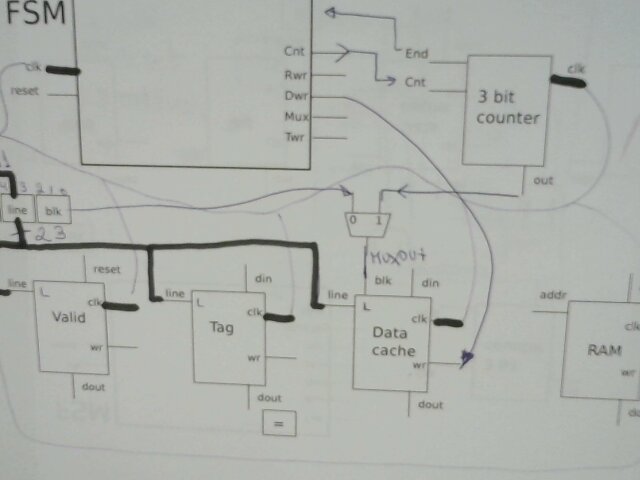 FSM
clk
reset
Cnt
Rwr
Dwr
Mux
Twr
End
Cnt
3 bit
counter
clk
out
3 2 1 0
line
blk
23
0 1
MUXOUT
line
reset
L
clk
Valid
wr
dout
line
din
L
clk
Tag
wr
dout
=
line
blk
din
L
clk
Data
cache
wr
dout
addr
clk
RAM
wr